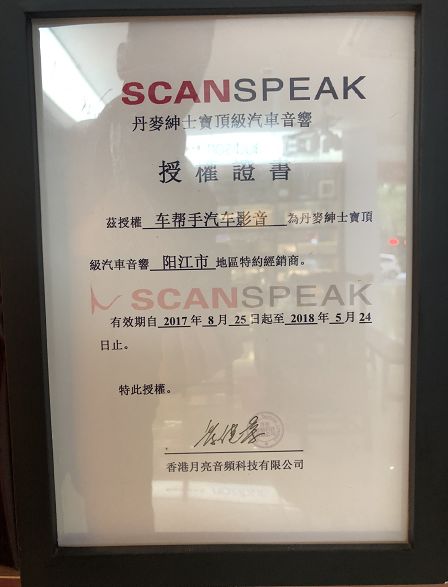 SCANSPEAK
丹麥紳士寶頂級汽車音響
授權證書
茲授權 车帮手汽车影音 為丹麥紳士寶頂
級汽車音響 阳江市 地區特約經銷商。
SCANSPEAK
有效期自 2017 年 8 月 25 日起至 2018 年 5 月 24
日止。
特此授權。
香港月亮音頻科技有限公司